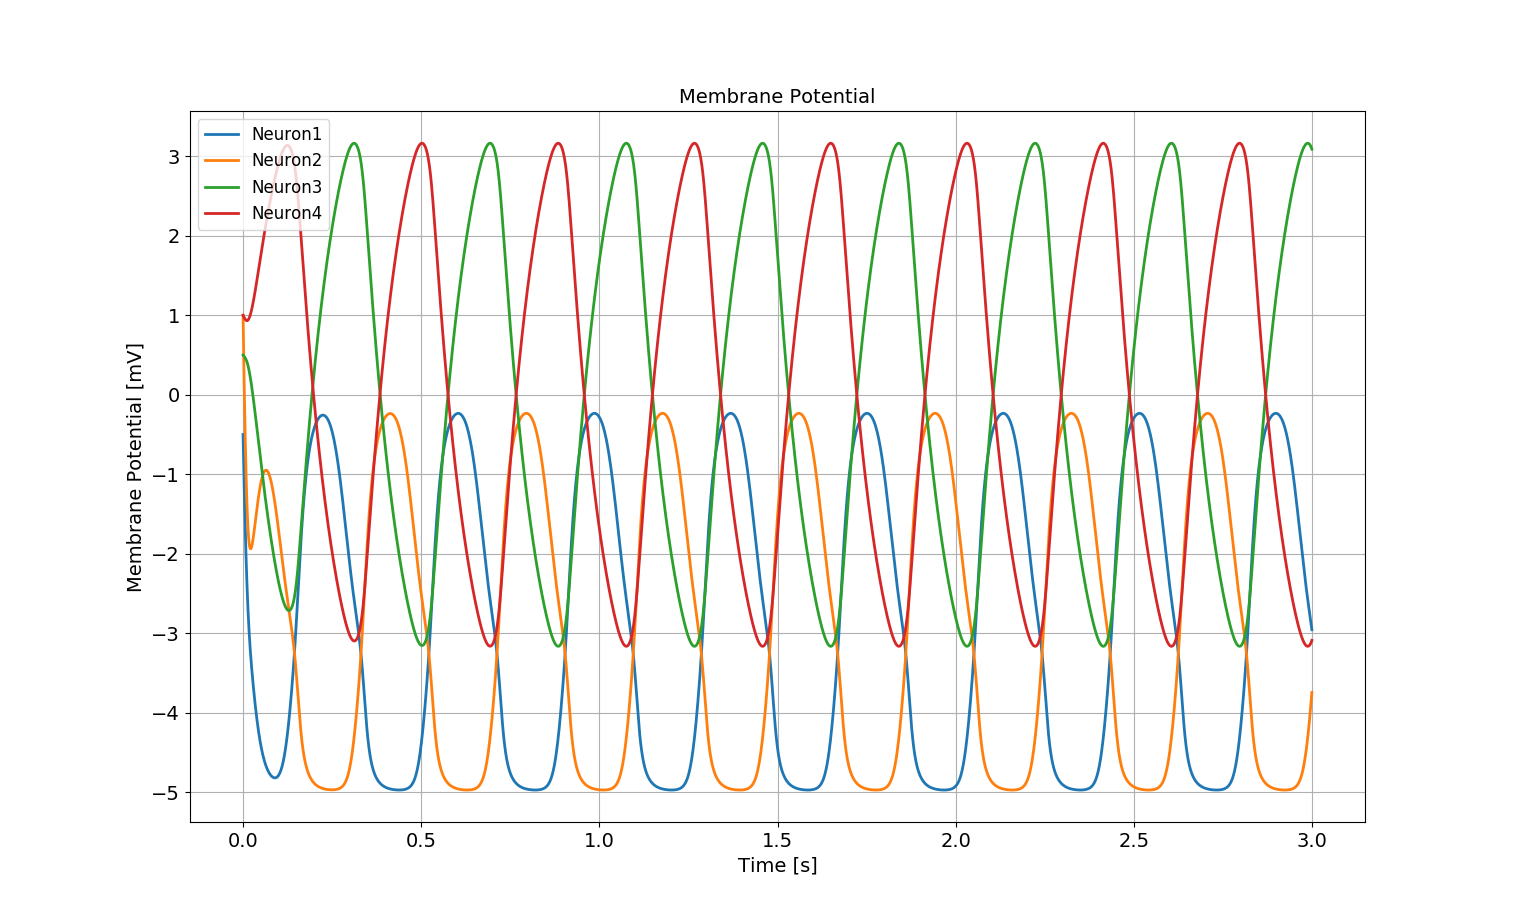 Membrane Potential
Neuron1
Neuron2
Neuron3
Neuron4
Membrane Potential [mV]
3
2
1
0
−1
−2
−3
−4
−5
0.0 0.5 1.0 1.5 2.0 2.5 3.0
Time [s]